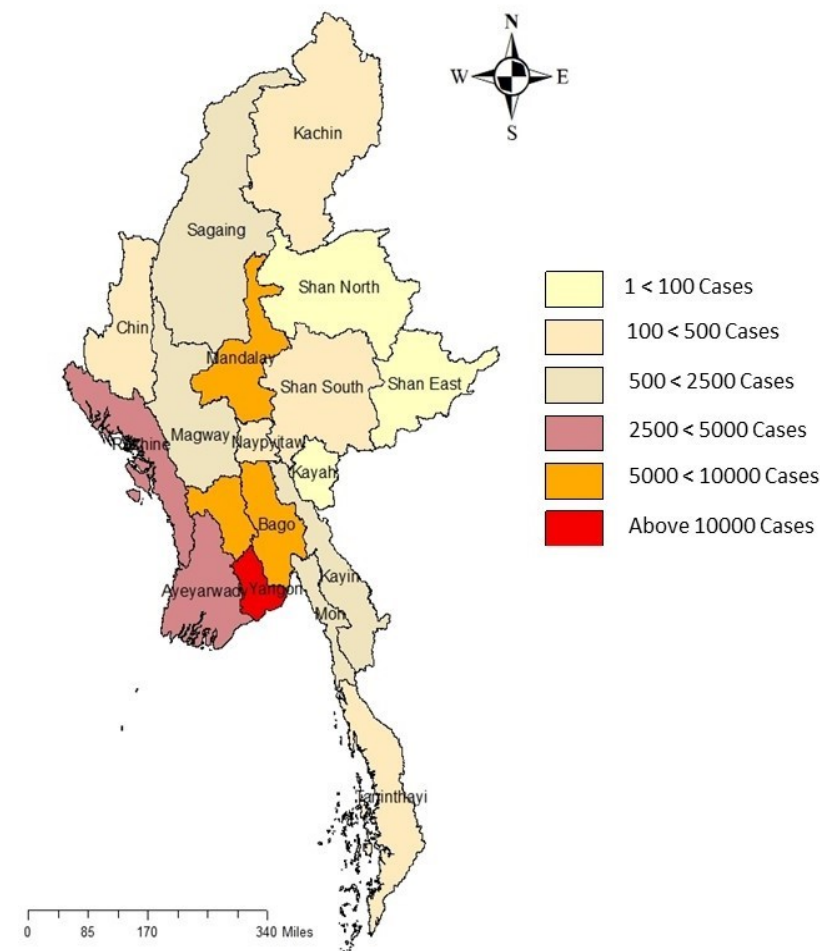 N
W E
S
Kachin
Sagaing
Shan North
Chin
Mandalay
Shan South
Shan East
Magway
Naypyitaw
Rakhine
Kayah
Bago
Ayeyarwady
Yangon
Kayin
Mon
Taninthayi
1 < 100 Cases
100 < 500 Cases
500 < 2500 Cases
2500 < 5000 Cases
5000 < 10000 Cases
Above 10000 Cases
0 85 170 340 Miles